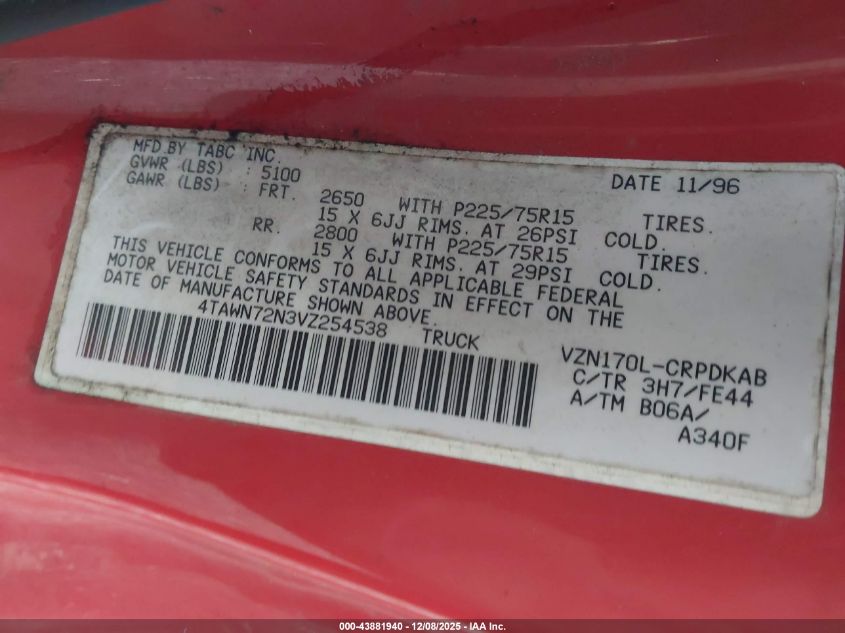 MFD.BY TABC INC. DATE 11/96
GVWR (LBS) : 5100
GAWR (LBS) : FRT. 2650 WITH P225/75R15 TIRES.
15 X 6JJ RIMS. AT 26PSI COLD.
RR. 2800 WITH P225/75R15 TIRES.
15 X 6JJ RIMS. AT 29PSI COLD.
THIS VEHICLE CONFORMS TO ALL APPLICABLE FEDERAL
MOTOR VEHICLE SAFETY STANDARDS IN EFFECT ON THE
DATE OF MANUFACTURE SHOWN ABOVE.
4TAWN72N3VZ254538 TRUCK
VZN170L-CRPDKAB
C/TR 3H7/FE44
A/TM B06A/
A340F
000-43881940 - 12/08/2025 - IAA Inc.